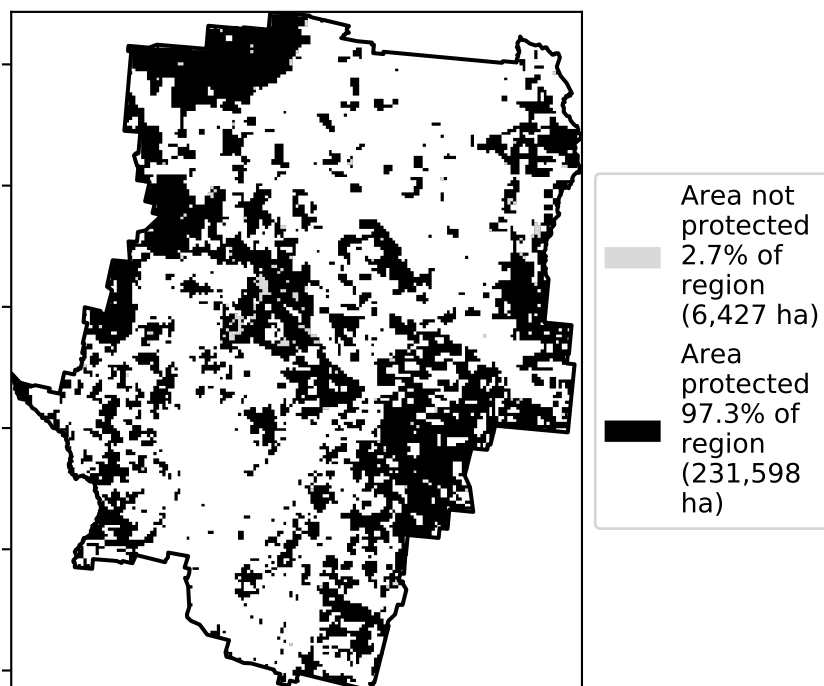 Area not
protected
2.7% of
region
(6,427 ha)
Area
protected
97.3% of
region
(231,598
ha)